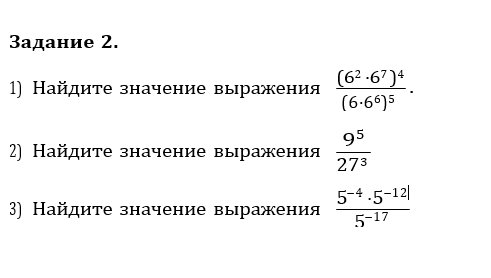 Задание 2.
1) Найдите значение выражения (6² ·6⁷ )⁴ / (6·6⁶)⁵ .
2) Найдите значение выражения 9⁵ / 27³
3) Найдите значение выражения 5⁻⁴ ·5⁻¹² / 5⁻¹⁷